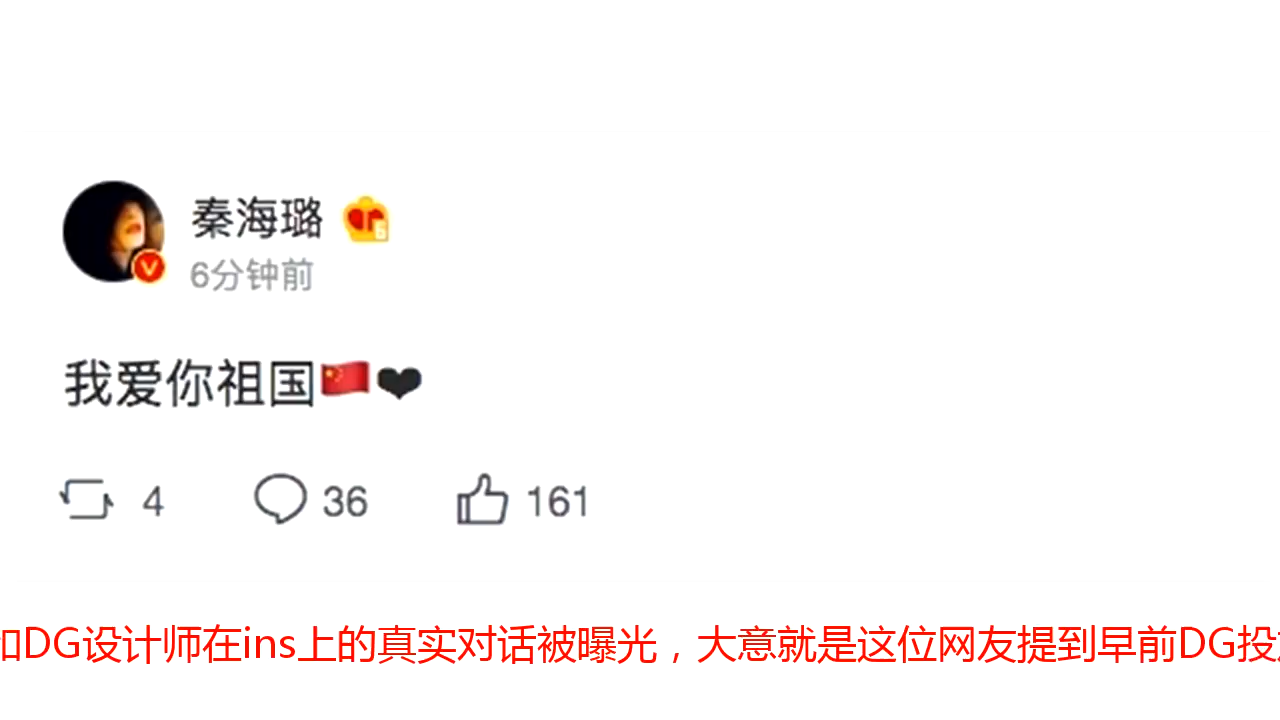 秦海璐
6分钟前
我爱你祖国🇨🇳❤
4 36 161
DG设计师在ins上的真实对话被曝光，大意就是这位网友提到早前DG投